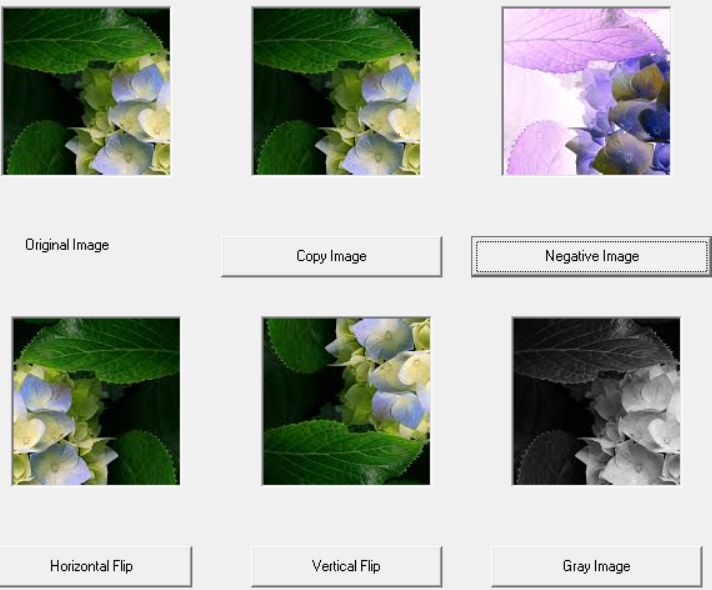 Original Image
Copy Image
Negative Image
Horizontal Flip
Vertical Flip
Gray Image